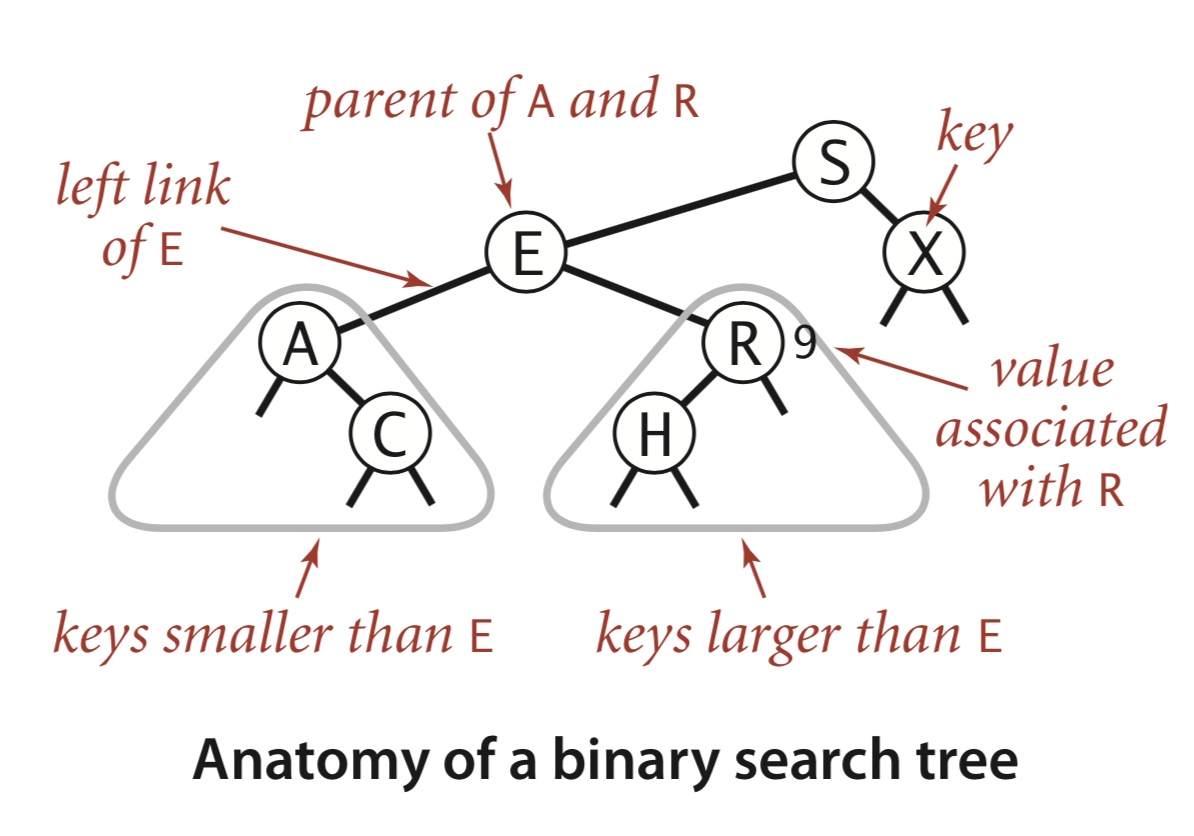 parent of A and R
key
left link
of E
S
E
X
A
R 9
C
H
value
associated
with R
keys smaller than E
keys larger than E
Anatomy of a binary search tree